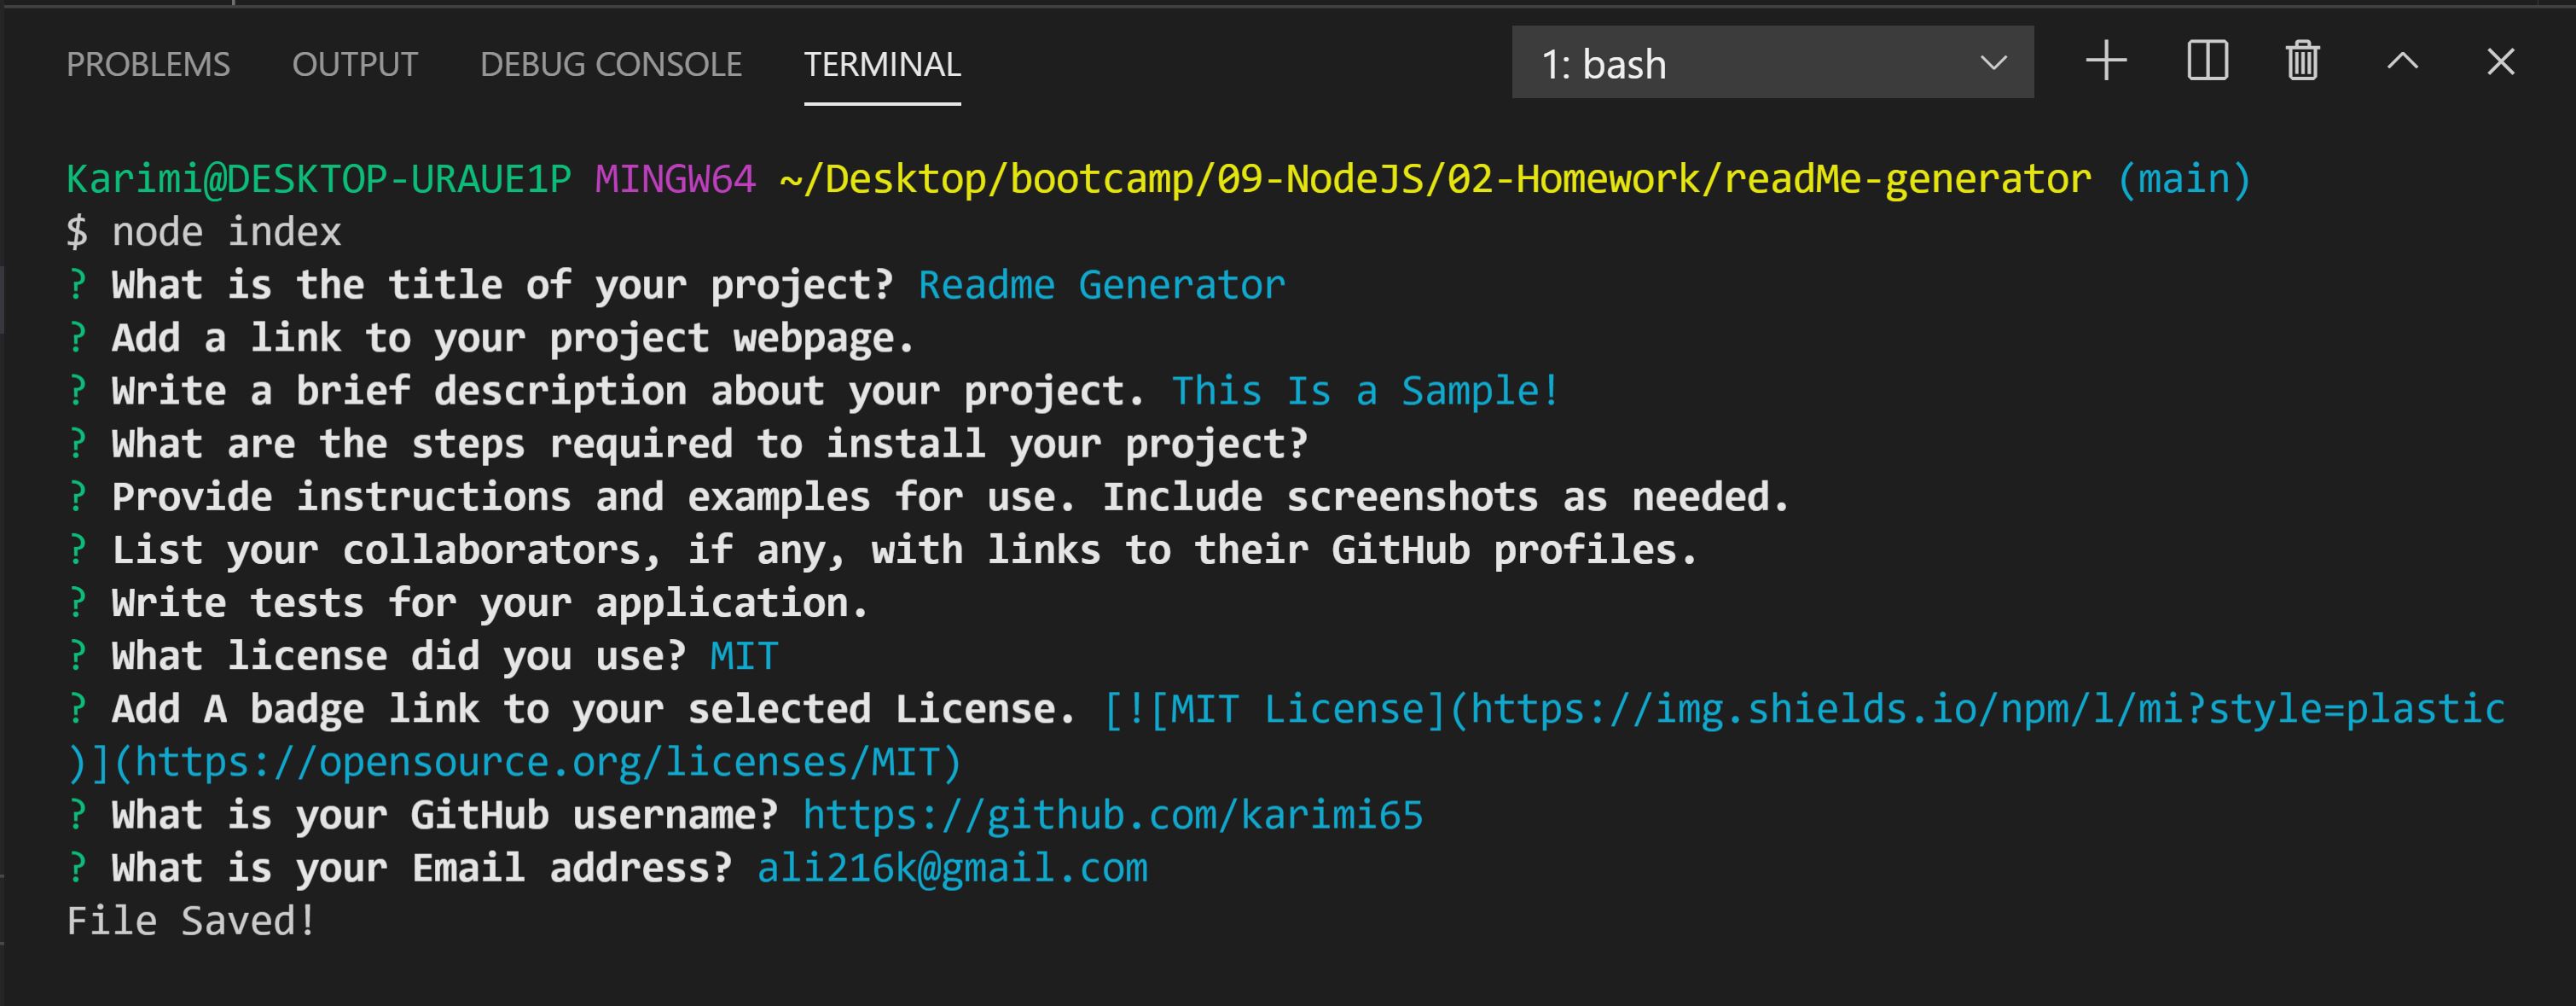 PROBLEMS OUTPUT DEBUG CONSOLE TERMINAL 1: bash
Karimi@DESKTOP-URAUE1P MINGW64 ~/Desktop/bootcamp/09-NodeJS/02-Homework/readMe-generator (main)
$ node index
? What is the title of your project? Readme Generator
? Add a link to your project webpage.
? Write a brief description about your project. This Is a Sample!
? What are the steps required to install your project?
? Provide instructions and examples for use. Include screenshots as needed.
? List your collaborators, if any, with links to their GitHub profiles.
? Write tests for your application.
? What license did you use? MIT
? Add A badge link to your selected License. [![MIT License](https://img.shields.io/npm/l/mi?style=plastic
)](https://opensource.org/licenses/MIT)
? What is your GitHub username? https://github.com/karimi65
? What is your Email address? ali216k@gmail.com
File Saved!